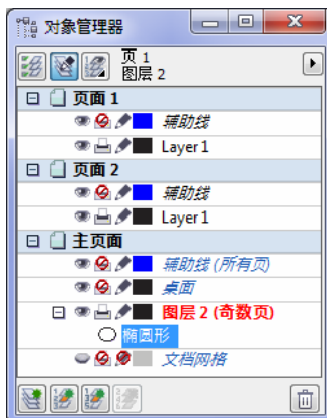 对象管理器
页 1
图层 2
页面 1
辅助线
Layer 1
页面 2
辅助线
Layer 1
主页面
辅助线 (所有页)
桌面
图层 2 (奇数页)
椭圆形
文档网格